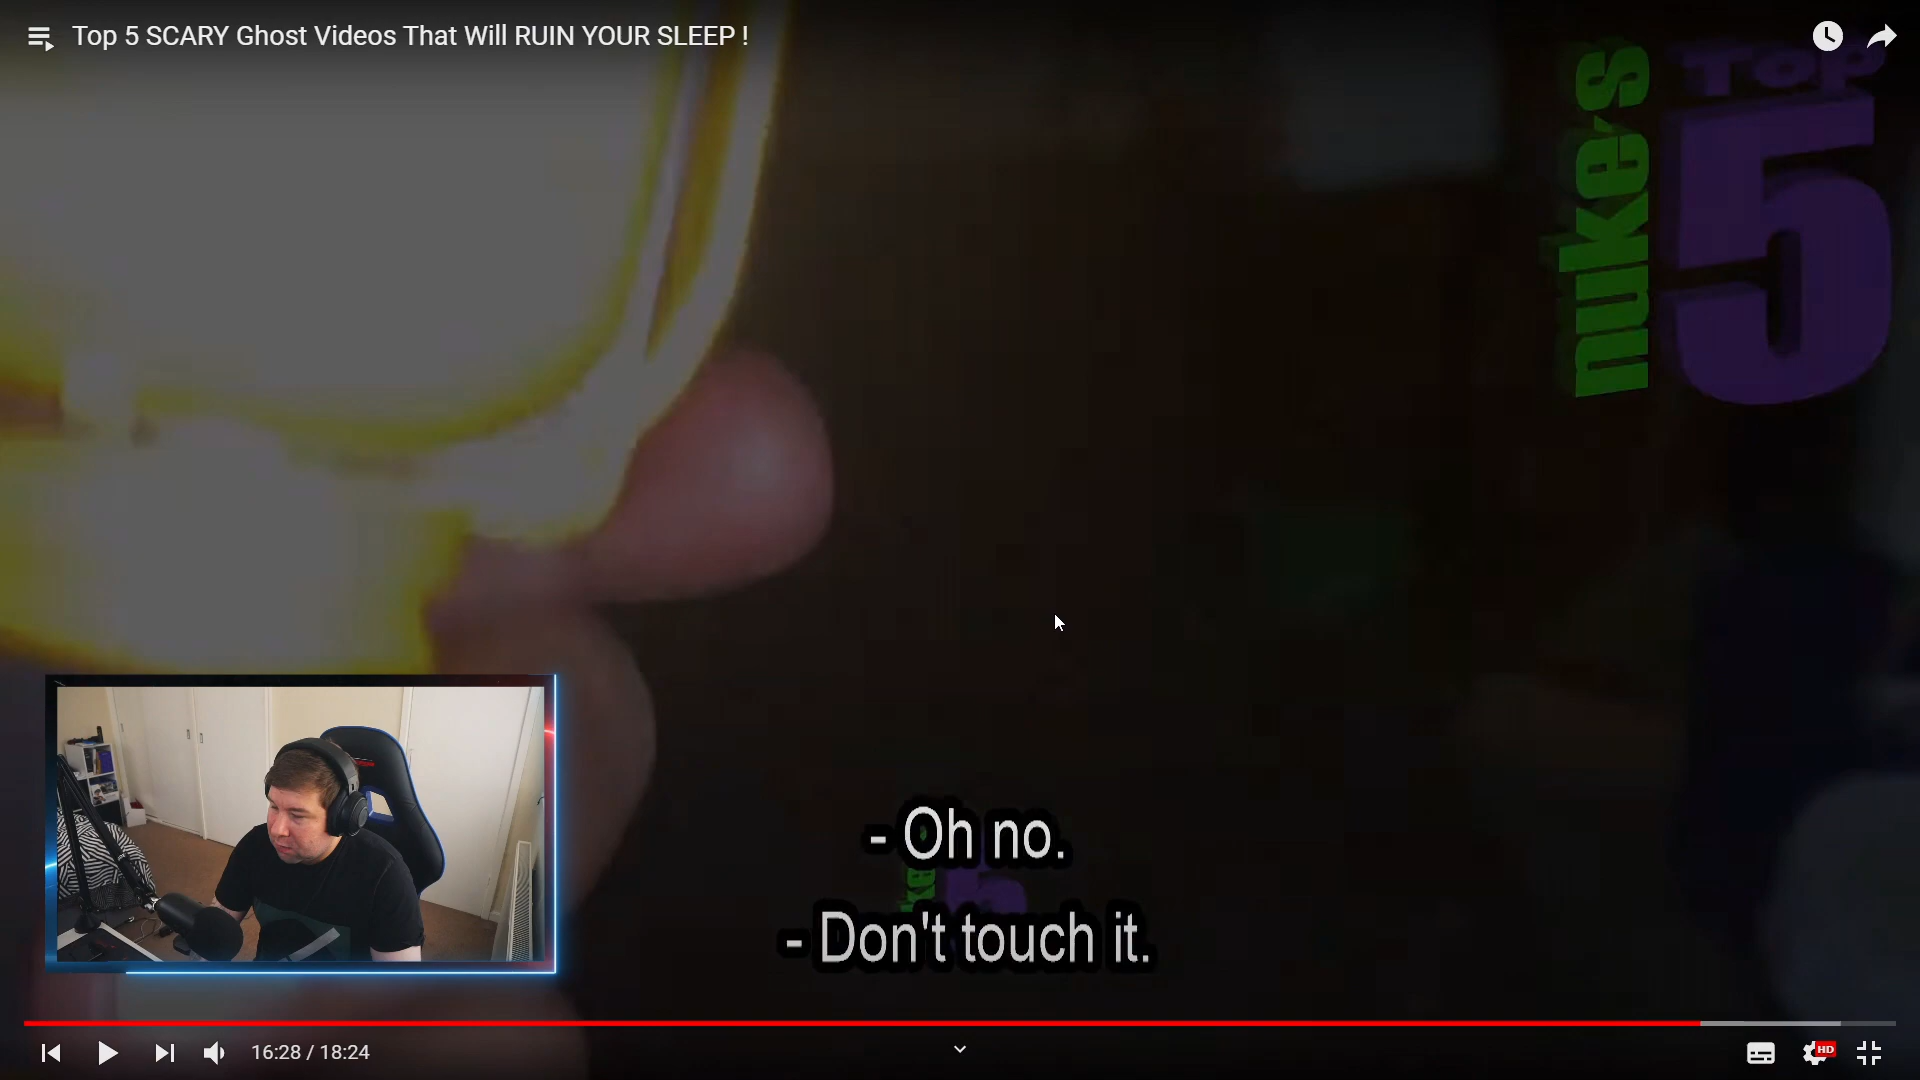 Top 5 SCARY Ghost Videos That Will RUIN YOUR SLEEP !
nuke's
Top
5
- Oh no.
- Don't touch it.
16:28 / 18:24
HD